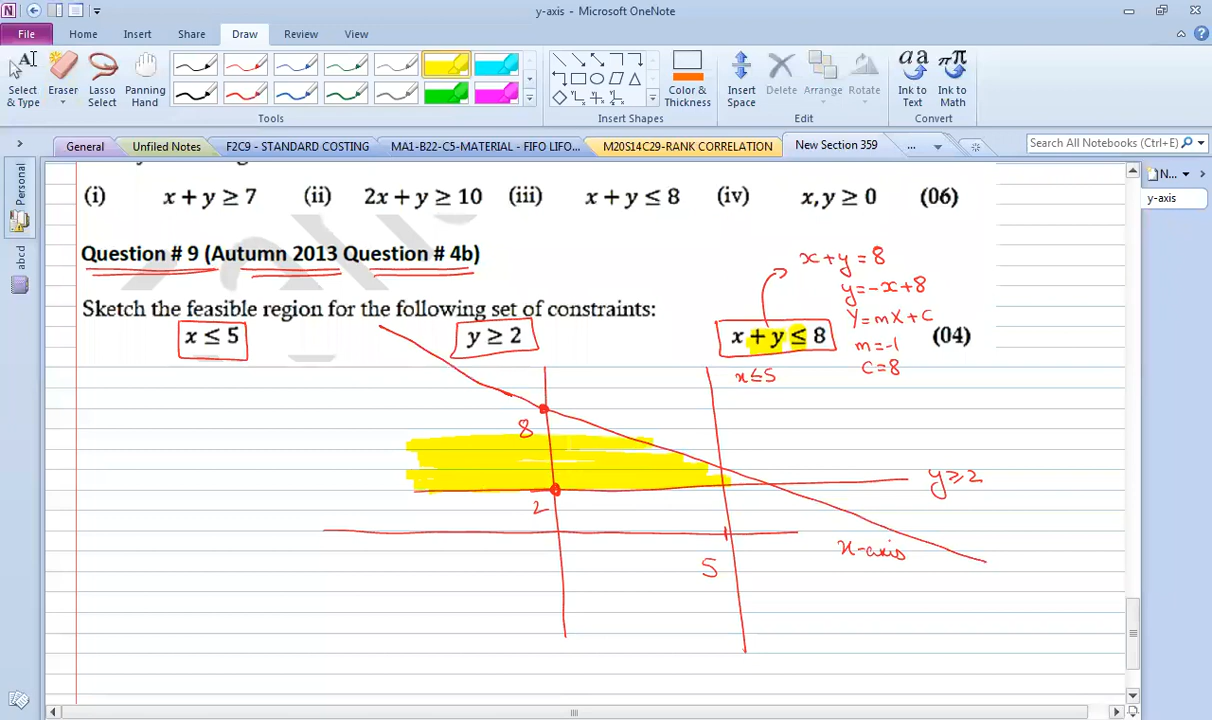 y-axis - Microsoft OneNote
File Home Insert Share Draw Review View
Select & Type
Eraser
Lasso Select
Panning Hand
Color & Thickness
Insert Space
Delete
Arrange
Rotate
Ink to Text
Ink to Math
Tools
Insert Shapes
Edit
Convert
General Unfiled Notes F2C9 - STANDARD COSTING MA1-B22-C5-MATERIAL - FIFO LIFO... M20S14C29-RANK CORRELATION New Section 359 ... Search All Notebooks (Ctrl+E)
Personal
abcd
N...
y-axis
(i) x + y ≥ 7 (ii) 2x + y ≥ 10 (iii) x + y ≤ 8 (iv) x, y ≥ 0 (06)
Question # 9 (Autumn 2013 Question # 4b)
Sketch the feasible region for the following set of constraints:
x ≤ 5 y ≥ 2 x + y ≤ 8 (04)
x+y=8
y=-x+8
Y=mX+C
m=-1
C=8
x≤5
8
y≥2
2
x-axis
5